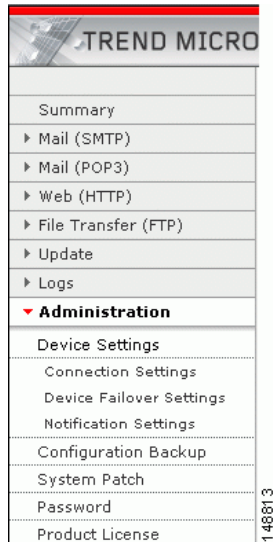 TREND MICRO
Summary
Mail (SMTP)
Mail (POP3)
Web (HTTP)
File Transfer (FTP)
Update
Logs
Administration
Device Settings
Connection Settings
Device Failover Settings
Notification Settings
Configuration Backup
System Patch
Password
Product License
148813